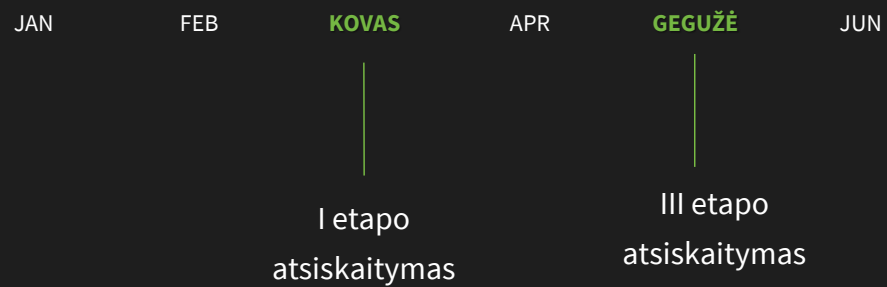 JAN FEB KOVAS APR GEGUŽĖ JUN
I etapo
atsiskaitymas
III etapo
atsiskaitymas